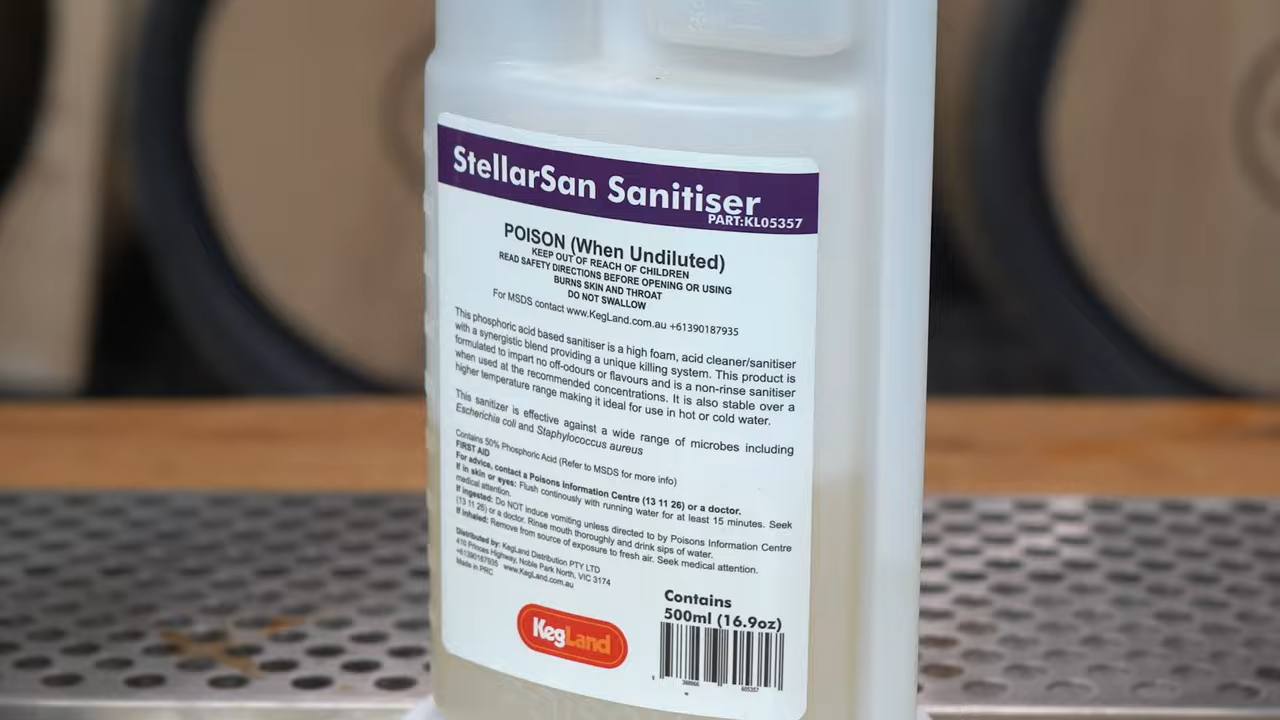 StellarSan Sanitiser
PART:KL05357
POISON (When Undiluted)
KEEP OUT OF REACH OF CHILDREN
READ SAFETY DIRECTIONS BEFORE OPENING OR USING
BURNS SKIN AND THROAT
DO NOT SWALLOW
For MSDS contact www.KegLand.com.au +61390187935
This phosphoric acid based sanitiser is a high foam, acid cleaner/sanitiser
with a synergistic blend providing a unique killing system. This product is
formulated to impart no off-odours or flavours and is a non-rinse sanitiser
when used at the recommended concentrations. It is also stable over a
higher temperature range making it ideal for use in hot or cold water.
This sanitizer is effective against a wide range of microbes including
Escherichia coli and Staphylococcus aureus
Contains 50% Phosphoric Acid (Refer to MSDS for more info)
FIRST AID
For advice, contact a Poisons Information Centre (13 11 26) or a doctor.
If in skin or eyes: Flush continously with running water for at least 15 minutes. Seek
medical attention.
If ingested: Do NOT induce vomiting unless directed to by Poisons Information Centre
(13 11 26) or a doctor. Rinse mouth thoroughly and drink sips of water.
If inhaled: Remove from source of exposure to fresh air. Seek medical attention.
Distributed by: KegLand Distribution PTY LTD
410 Princes Highway, Noble Park North, VIC 3174
+61390187935 www.KegLand.com.au
Made in PRC
KegLand
Contains
500ml (16.9oz)